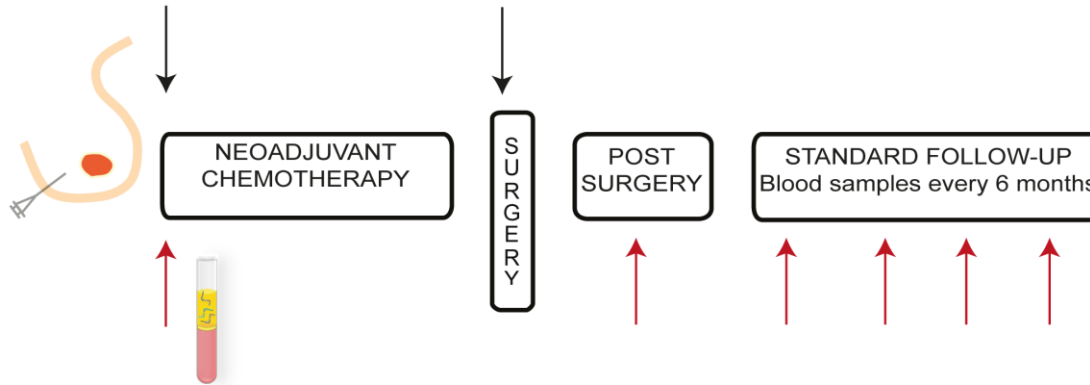 NEOADJUVANT
CHEMOTHERAPY
SURGERY
POST
SURGERY
STANDARD FOLLOW-UP
Blood samples every 6 months